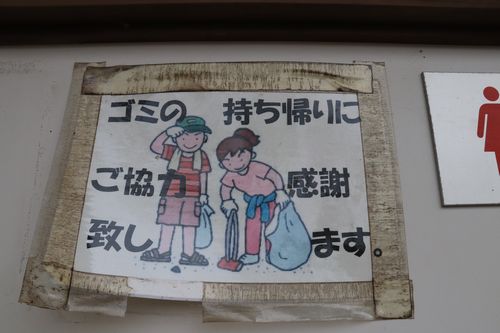 ゴミの 持ち帰りに
ご協力 感謝
致し ます。